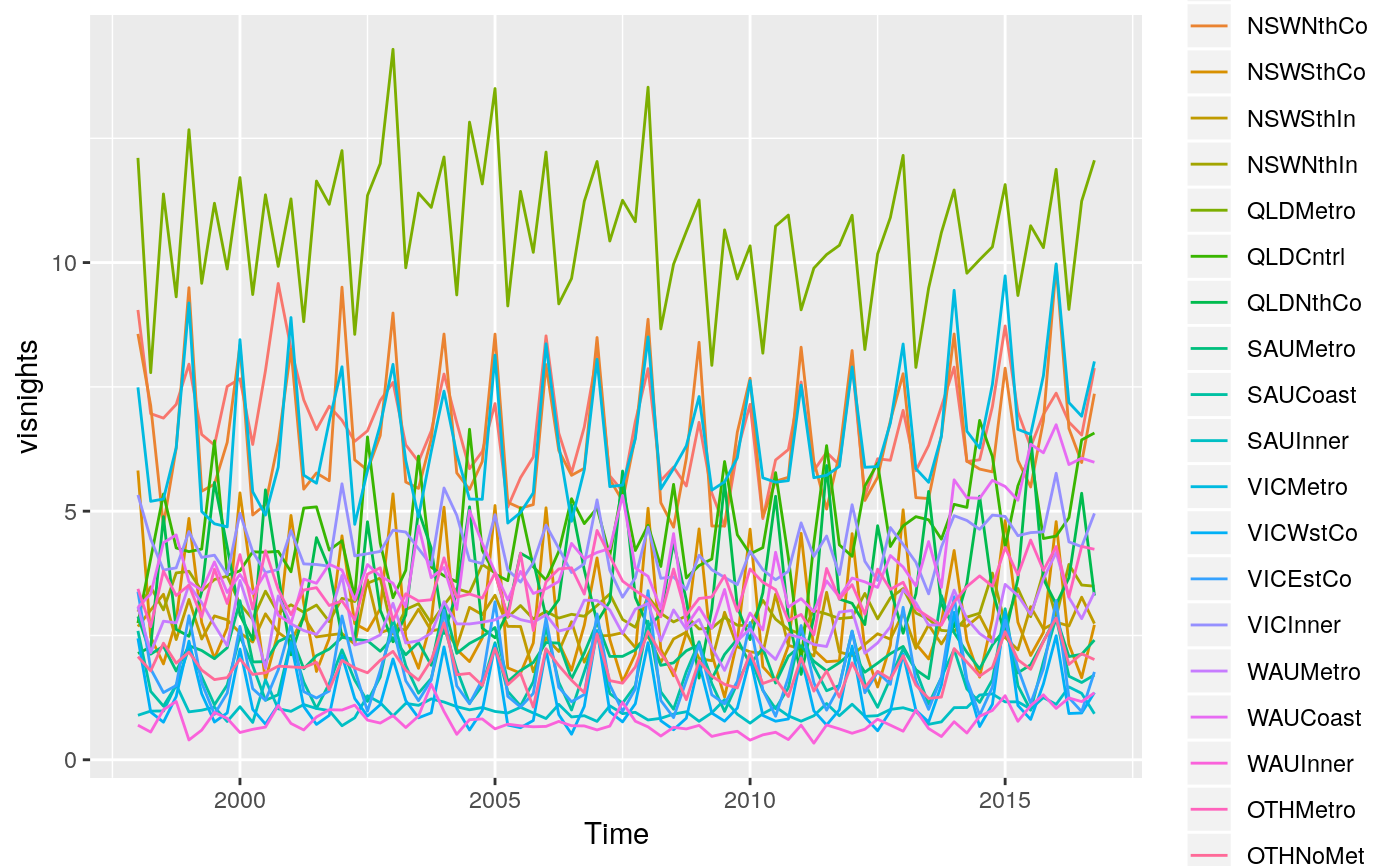 visnights
10
5
0
2000
2005
2010
2015
Time
NSWNthCo
NSWSthCo
NSWSthIn
NSWNthIn
QLDMetro
QLDCntrl
QLDNthCo
SAUMetro
SAUCoast
SAUInner
VICMetro
VICWstCo
VICEstCo
VICInner
WAUMetro
WAUCoast
WAUInner
OTHMetro
OTHNoMet